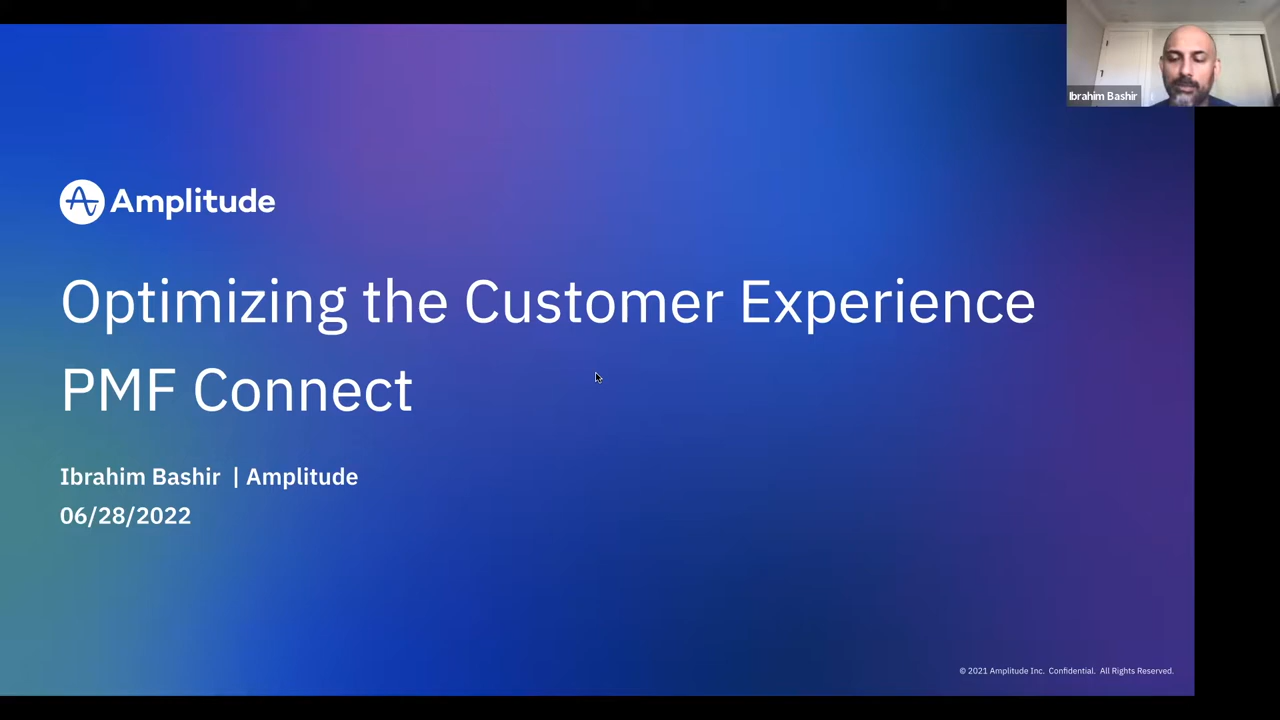 Ibrahim Bashir
Amplitude
Optimizing the Customer Experience
PMF Connect
Ibrahim Bashir | Amplitude
06/28/2022
© 2021 Amplitude Inc. Confidential. All Rights Reserved.